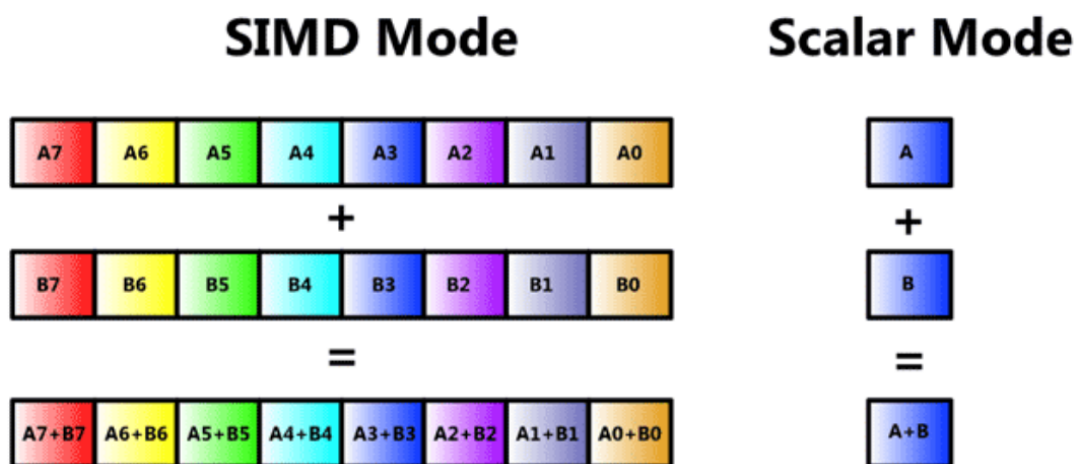 SIMD Mode Scalar Mode
A7 A6 A5 A4 A3 A2 A1 A0 A
+ +
B7 B6 B5 B4 B3 B2 B1 B0 B
= =
A7+B7 A6+B6 A5+B5 A4+B4 A3+B3 A2+B2 A1+B1 A0+B0 A+B